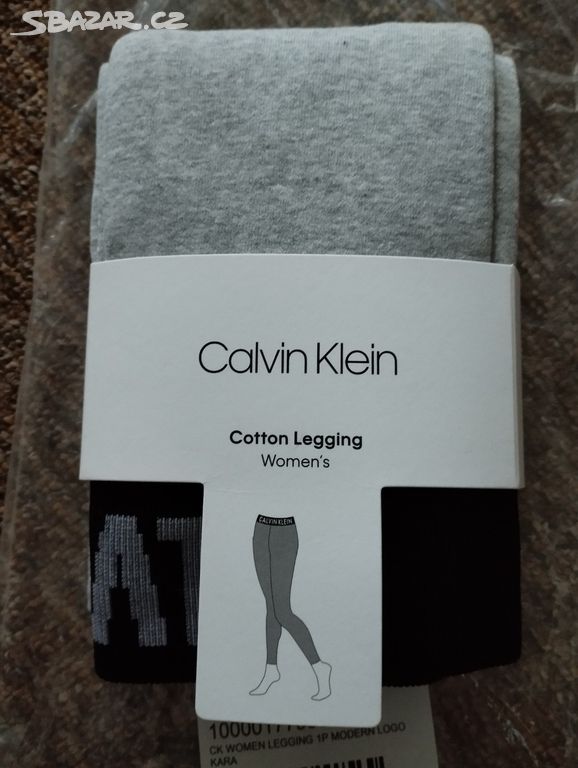 SBAZAR.CZ
Calvin Klein
Cotton Legging
Women's
CALVIN KLEIN
CK WOMEN LEGGING 1P MODERN LOGO
KARA